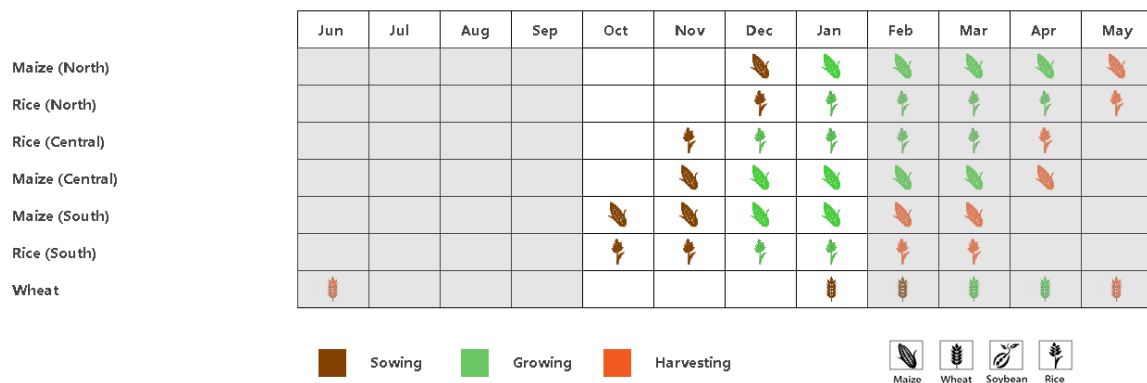 Jun Jul Aug Sep Oct Nov Dec Jan Feb Mar Apr May
Maize (North)
Rice (North)
Rice (Central)
Maize (Central)
Maize (South)
Rice (South)
Wheat
Sowing Growing Harvesting
Maize Wheat Soybean Rice